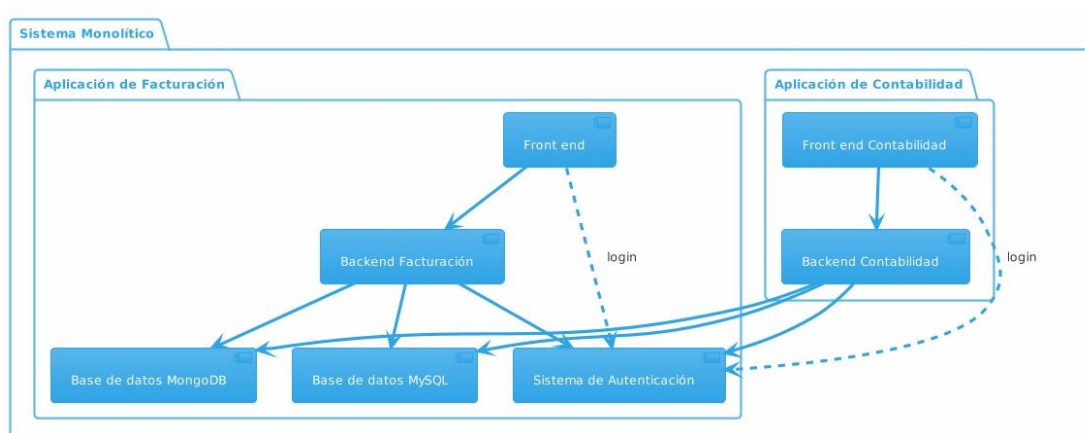 Sistema Monolítico
Aplicación de Facturación
Aplicación de Contabilidad
Front end
Front end Contabilidad
Backend Facturación
login
Backend Contabilidad
login
Base de datos MongoDB
Base de datos MySQL
Sistema de Autenticación